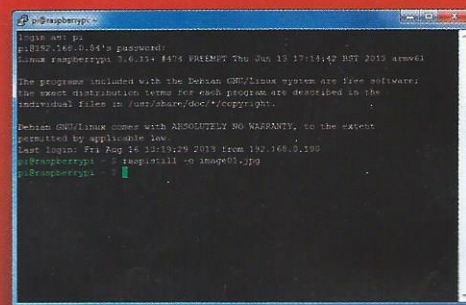 pi@raspberrypi: ~
login as: pi
pi@192.168.0.84's password:
Linux raspberrypi 3.6.11+ #474 PREEMPT Thu Jun 13 17:14:42 BST 2013 armv6l
The programs included with the Debian GNU/Linux system are free software;
the exact distribution terms for each program are described in the
individual files in /usr/share/doc/*/copyright.
Debian GNU/Linux comes with ABSOLUTELY NO WARRANTY, to the extent
permitted by applicable law.
Last login: Fri Aug 16 10:19:29 2013 from 192.168.0.190
pi@raspberrypi ~ $ raspistill -o image01.jpg
pi@raspberrypi ~ $